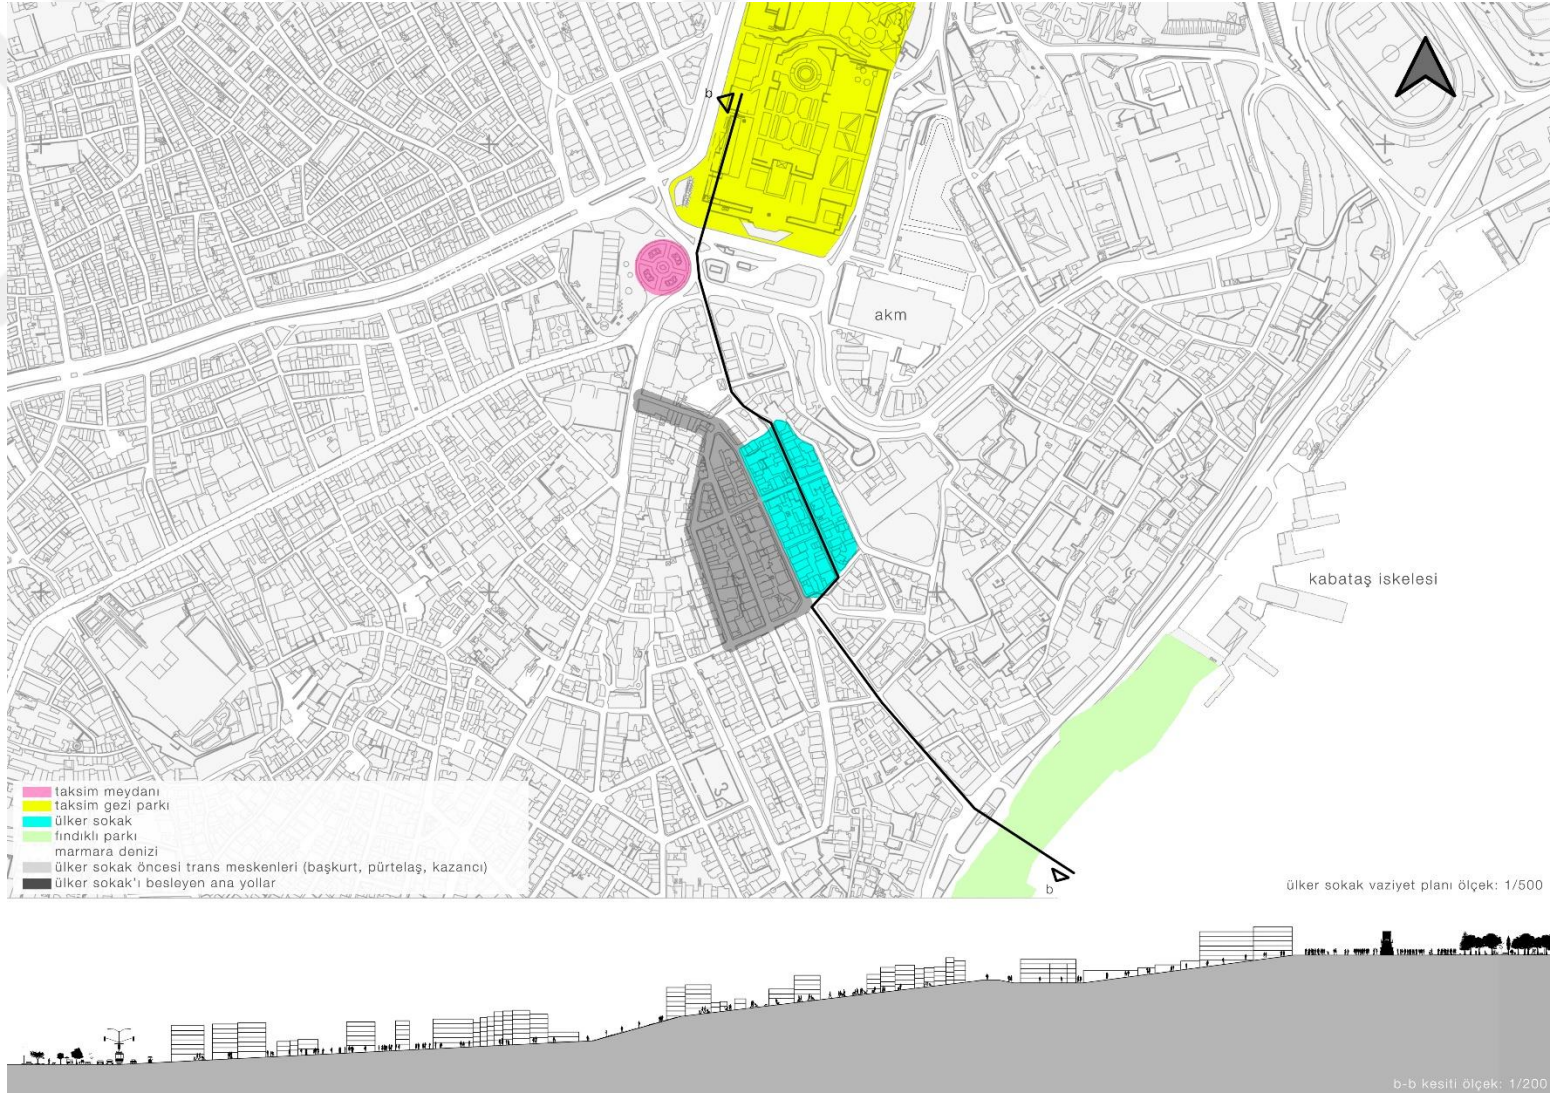 b
akm
kabataş iskelesi
taksim meydanı
taksim gezi parkı
ülker sokak
fındıklı parkı
marmara denizi
ülker sokak öncesi trans meskenleri (başkurt, pürtelaş, kazancı)
ülker sokak'ı besleyen ana yollar
b
ülker sokak vaziyet planı ölçek: 1/500
b-b kesiti ölçek: 1/200